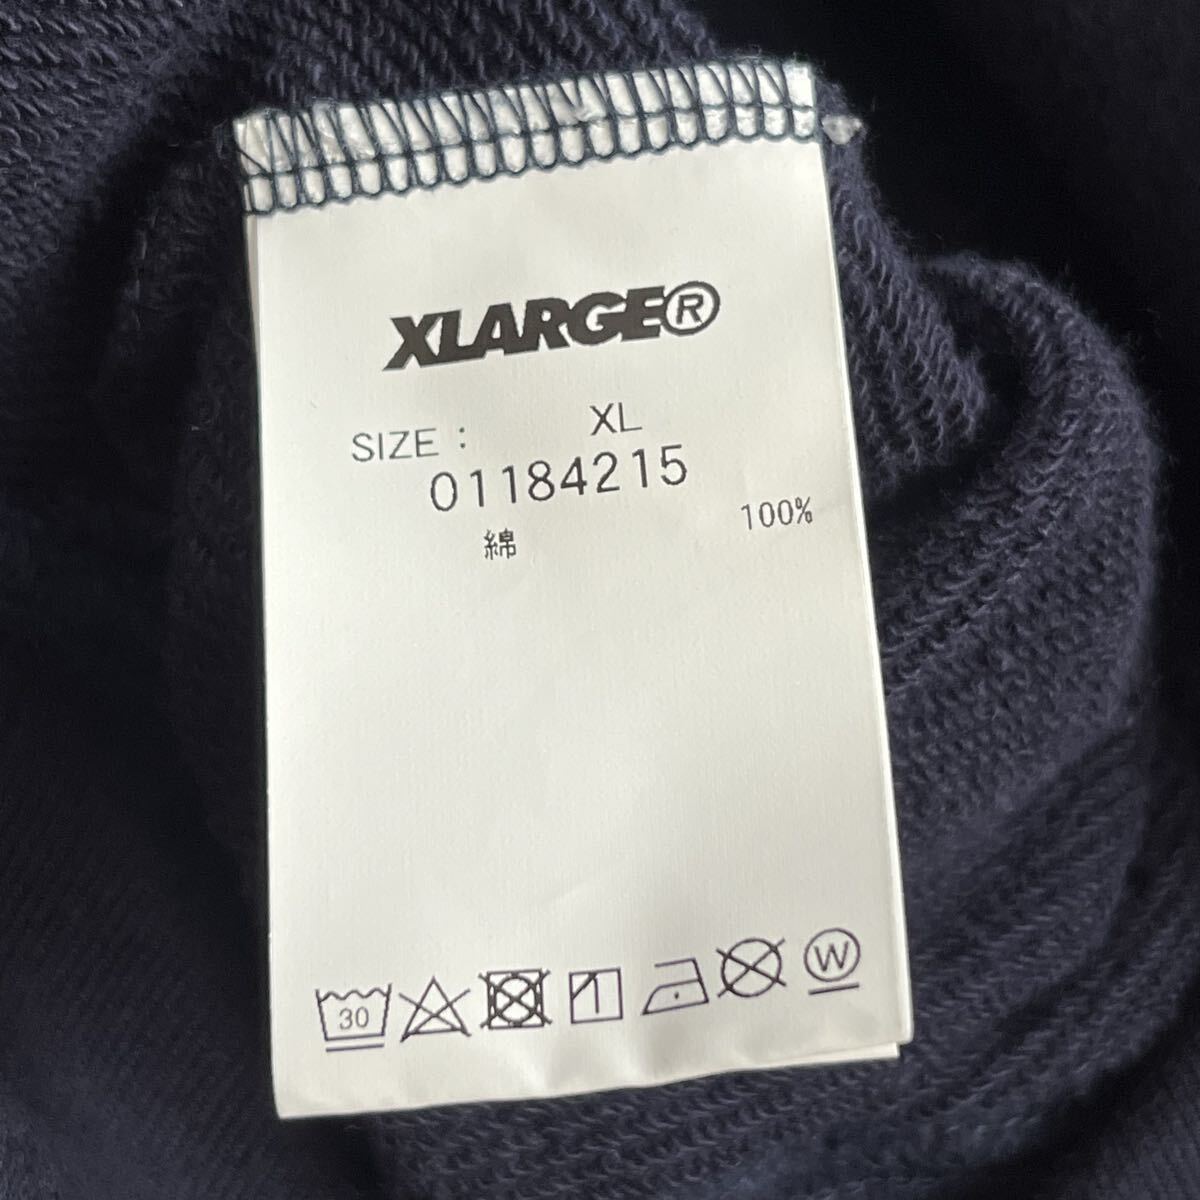 XLARGE®
SIZE : XL
01184215
綿 100%
30 W